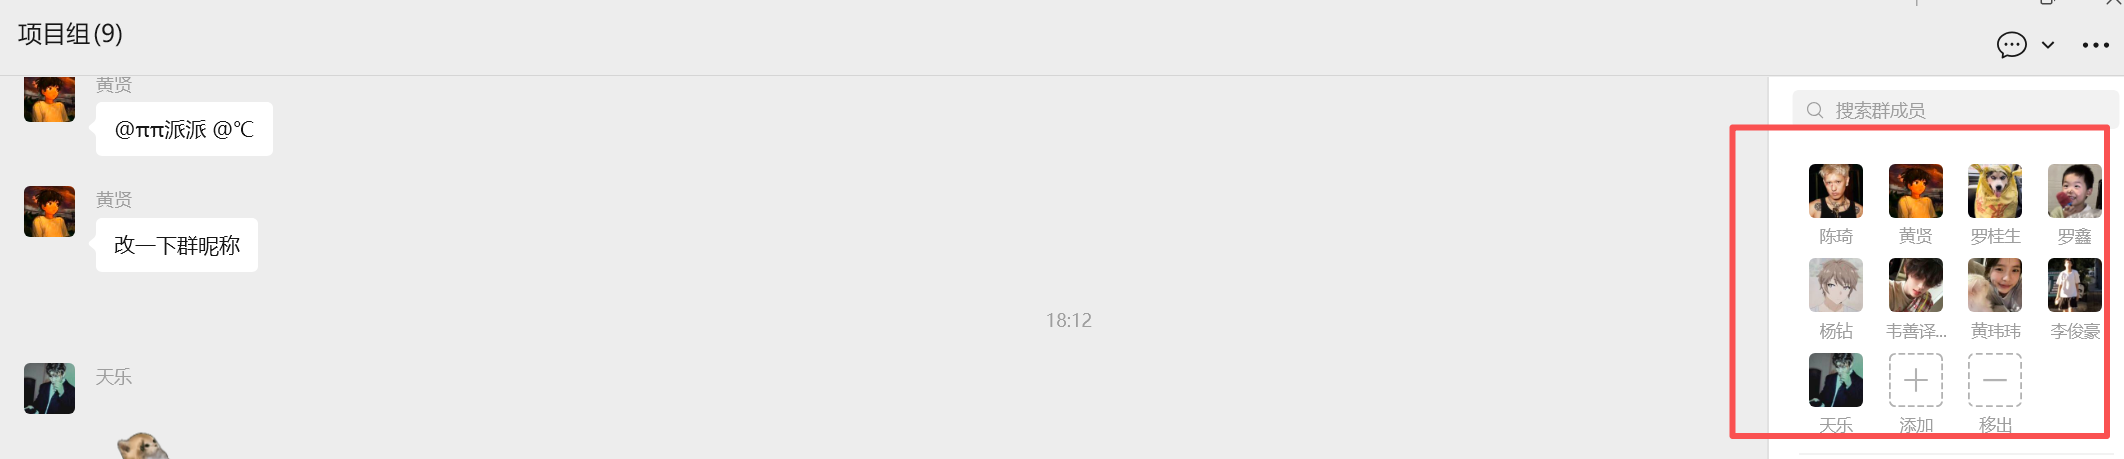 项目组(9)
黄贤
@ππ派派 @℃
黄贤
改一下群昵称
18:12
天乐
搜索群成员
陈琦 黄贤 罗桂生 罗鑫
杨钻 韦善译... 黄玮玮 李俊豪
天乐 添加 移出